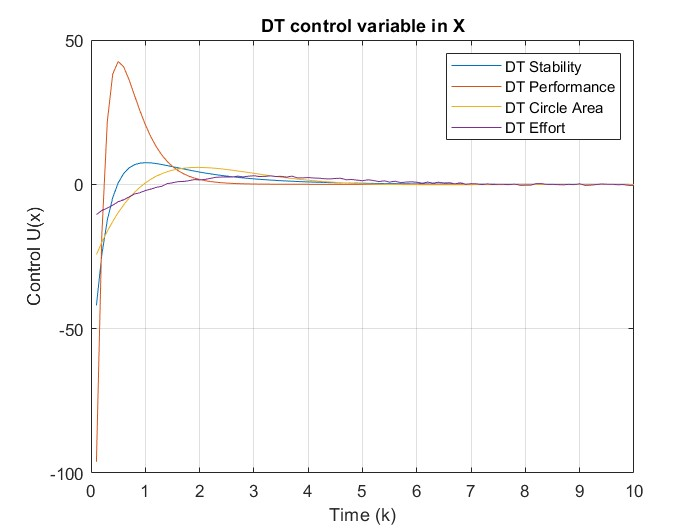 DT control variable in X
50
DT Stability
DT Performance
DT Circle Area
DT Effort
0
Control U(x)
-50
-100
0 1 2 3 4 5 6 7 8 9 10
Time (k)